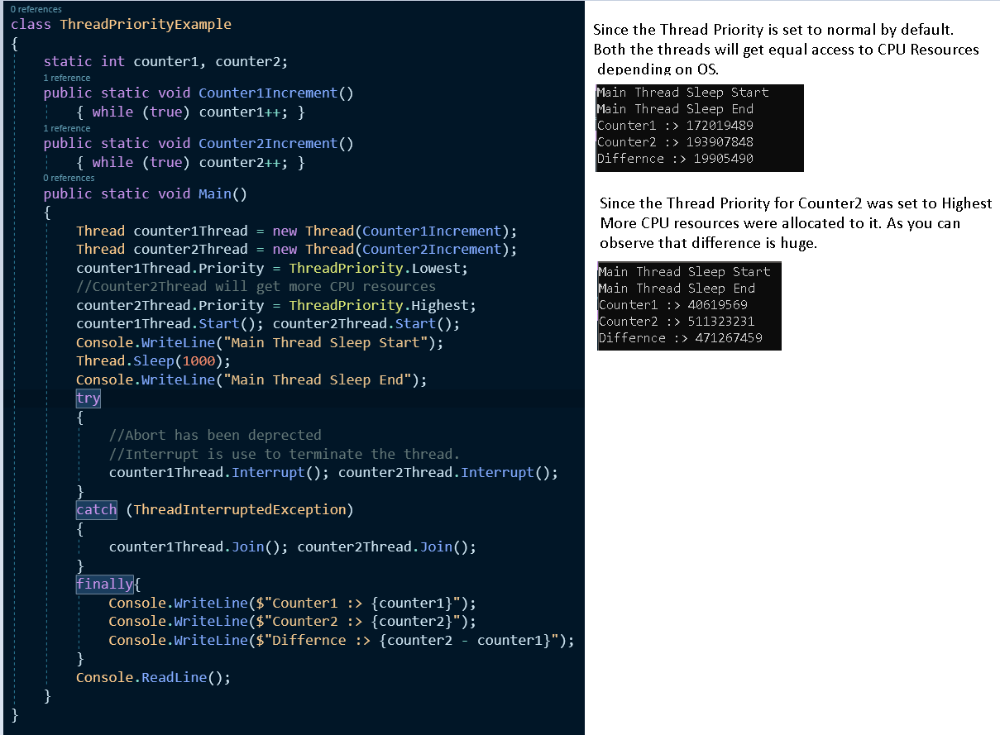 0 references
class ThreadPriorityExample
{
static int counter1, counter2;
1 reference
public static void Counter1Increment()
{ while (true) counter1++; }
1 reference
public static void Counter2Increment()
{ while (true) counter2++; }
0 references
public static void Main()
{
Thread counter1Thread = new Thread(Counter1Increment);
Thread counter2Thread = new Thread(Counter2Increment);
counter1Thread.Priority = ThreadPriority.Lowest;
//Counter2Thread will get more CPU resources
counter2Thread.Priority = ThreadPriority.Highest;
counter1Thread.Start(); counter2Thread.Start();
Console.WriteLine("Main Thread Sleep Start");
Thread.Sleep(1000);
Console.WriteLine("Main Thread Sleep End");
try
{
//Abort has been deprected
//Interrupt is use to terminate the thread.
counter1Thread.Interrupt(); counter2Thread.Interrupt();
}
catch (ThreadInterruptedException)
{
counter1Thread.Join(); counter2Thread.Join();
}
finally{
Console.WriteLine($"Counter1 :> {counter1}");
Console.WriteLine($"Counter2 :> {counter2}");
Console.WriteLine($"Differnce :> {counter2 - counter1}");
}
Console.ReadLine();
}
}
Since the Thread Priority is set to normal by default.
Both the threads will get equal access to CPU Resources
depending on OS.
Main Thread Sleep Start
Main Thread Sleep End
Counter1 :> 172019489
Counter2 :> 193907848
Differnce :> 19905490
Since the Thread Priority for Counter2 was set to Highest
More CPU resources were allocated to it. As you can
observe that difference is huge.
Main Thread Sleep Start
Main Thread Sleep End
Counter1 :> 40619569
Counter2 :> 511323231
Differnce :> 471267459